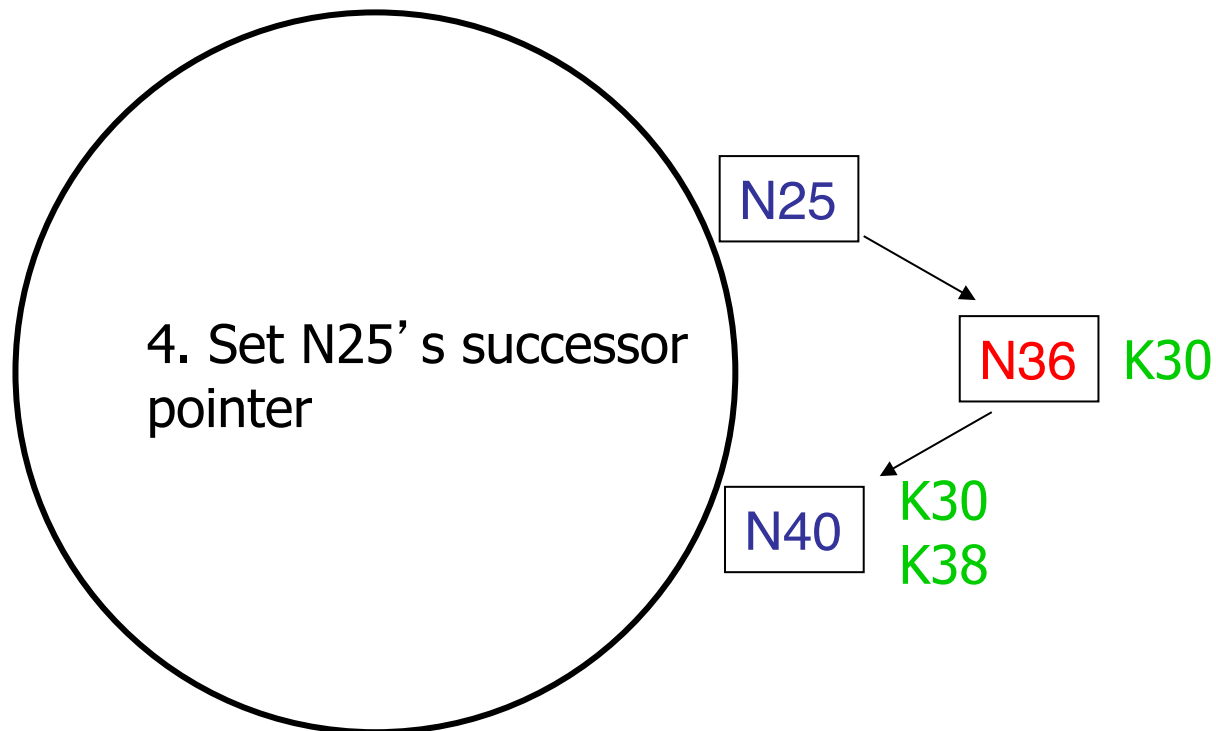 N25
4. Set N25’s successor
pointer
N36 K30
N40
K30
K38